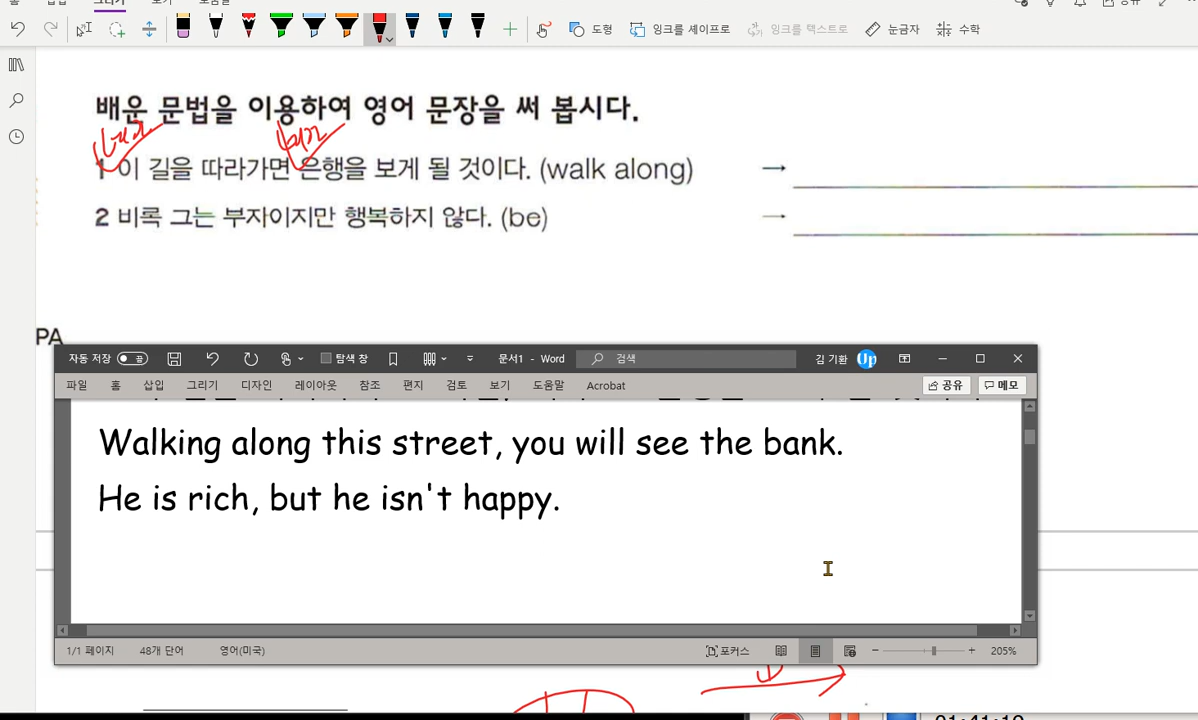 그리기
도형
잉크를 셰이프로
잉크를 텍스트로
눈금자
수학
배운 문법을 이용하여 영어 문장을 써 봅시다.
1 이 길을 따라가면 은행을 보게 될 것이다. (walk along) →
2 비록 그는 부자이지만 행복하지 않다. (be) →
PA
자동 저장 끔 탐색 창 문서1 - Word 검색 김 기환 Up
파일 홈 삽입 그리기 디자인 레이아웃 참조 편지 검토 보기 도움말 Acrobat 공유 메모
Walking along this street, you will see the bank.
He is rich, but he isn't happy.
1/1 페이지 48개 단어 영어(미국) 포커스 205%